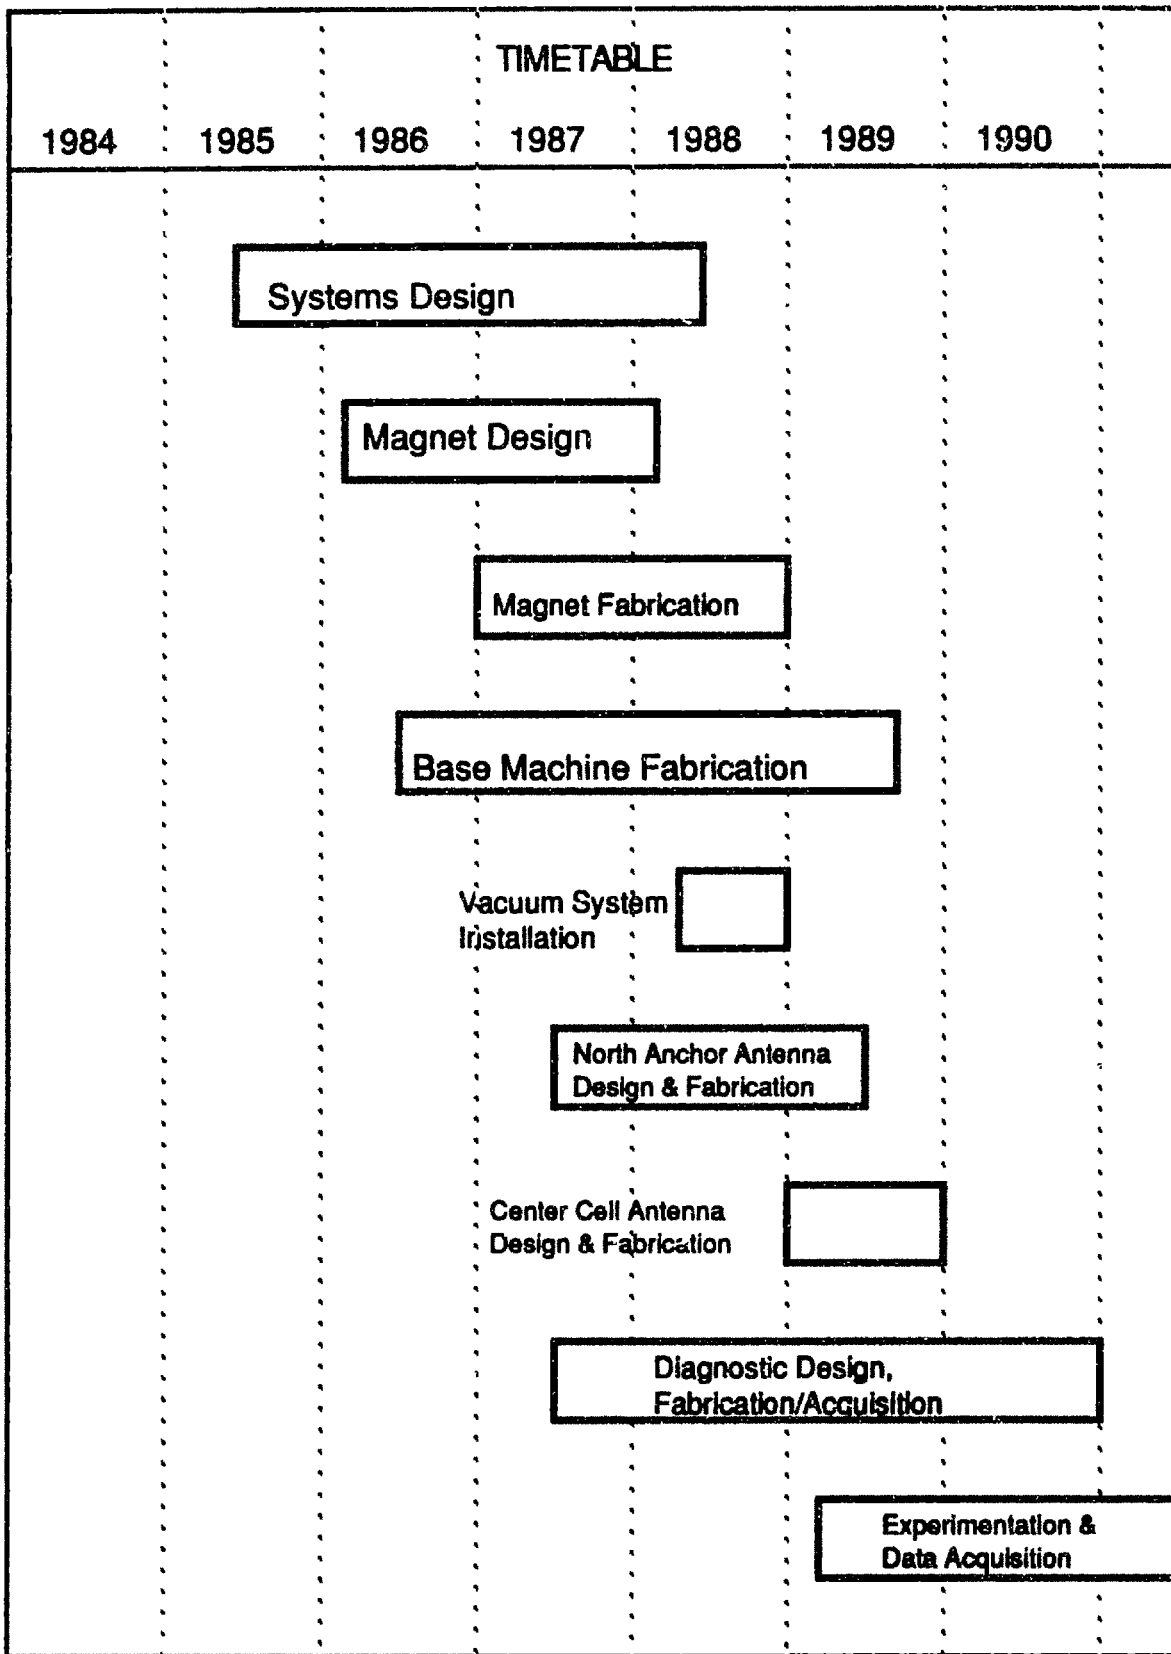 TIMETABLE
1984 1985 1986 1987 1988 1989 1990
Systems Design
Magnet Design
Magnet Fabrication
Base Machine Fabrication
Vacuum System
Installation
North Anchor Antenna
Design & Fabrication
Center Cell Antenna
Design & Fabrication
Diagnostic Design,
Fabrication/Acquisition
Experimentation &
Data Acquisition